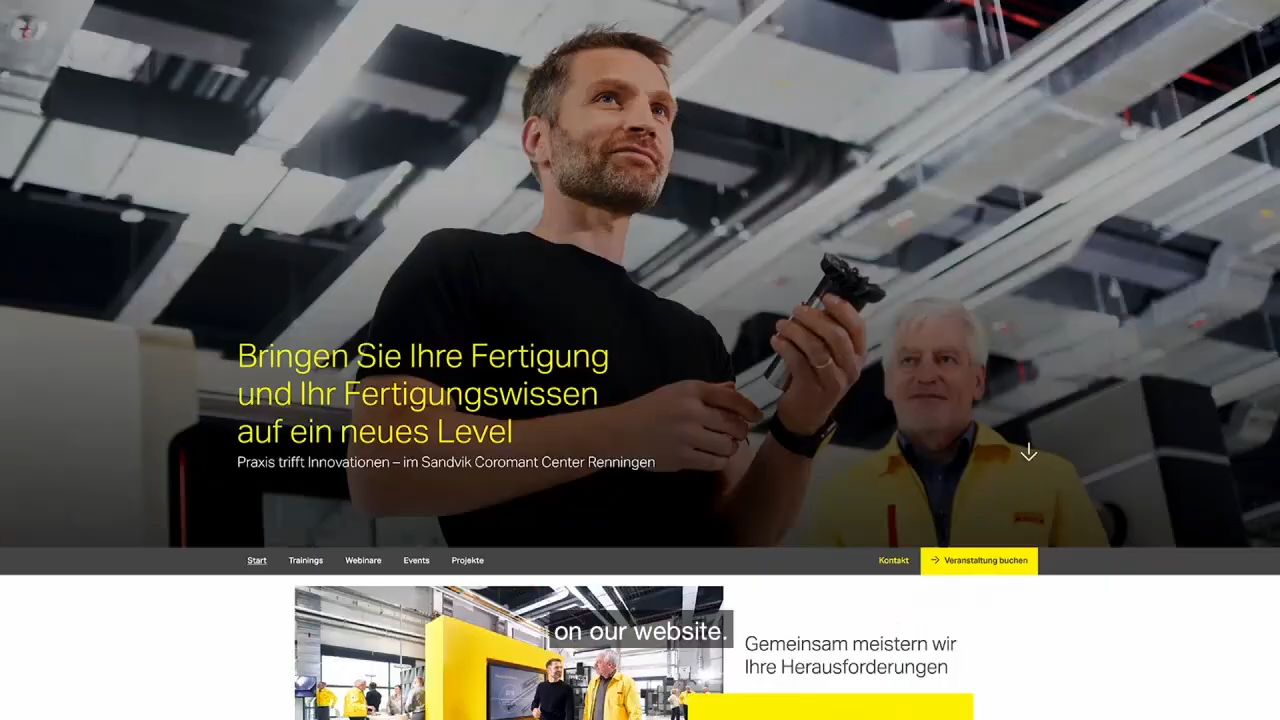 Bringen Sie Ihre Fertigung
und Ihr Fertigungswissen
auf ein neues Level
Praxis trifft Innovationen – im Sandvik Coromant Center Renningen
Start Trainings Webinare Events Projekte Kontakt Veranstaltung buchen
on our website.
Gemeinsam meistern wir
Ihre Herausforderungen